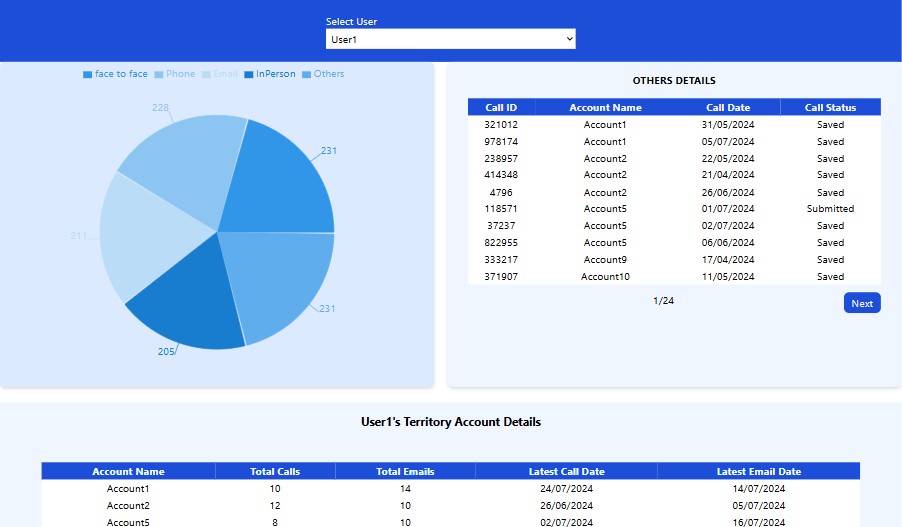 Select User
User1
face to face Phone Email InPerson Others
228
231
211
231
205
OTHERS DETAILS
Call ID Account Name Call Date Call Status
321012 Account1 31/05/2024 Saved
978174 Account1 05/07/2024 Saved
238957 Account2 22/05/2024 Saved
414348 Account2 21/04/2024 Saved
4796 Account2 26/06/2024 Saved
118571 Account5 01/07/2024 Submitted
37237 Account5 02/07/2024 Saved
822955 Account5 06/06/2024 Saved
333217 Account9 17/04/2024 Saved
371907 Account10 11/05/2024 Saved
1/24 Next
User1's Territory Account Details
Account Name Total Calls Total Emails Latest Call Date Latest Email Date
Account1 10 14 24/07/2024 14/07/2024
Account2 12 10 26/06/2024 05/07/2024
Account5 8 10 02/07/2024 16/07/2024